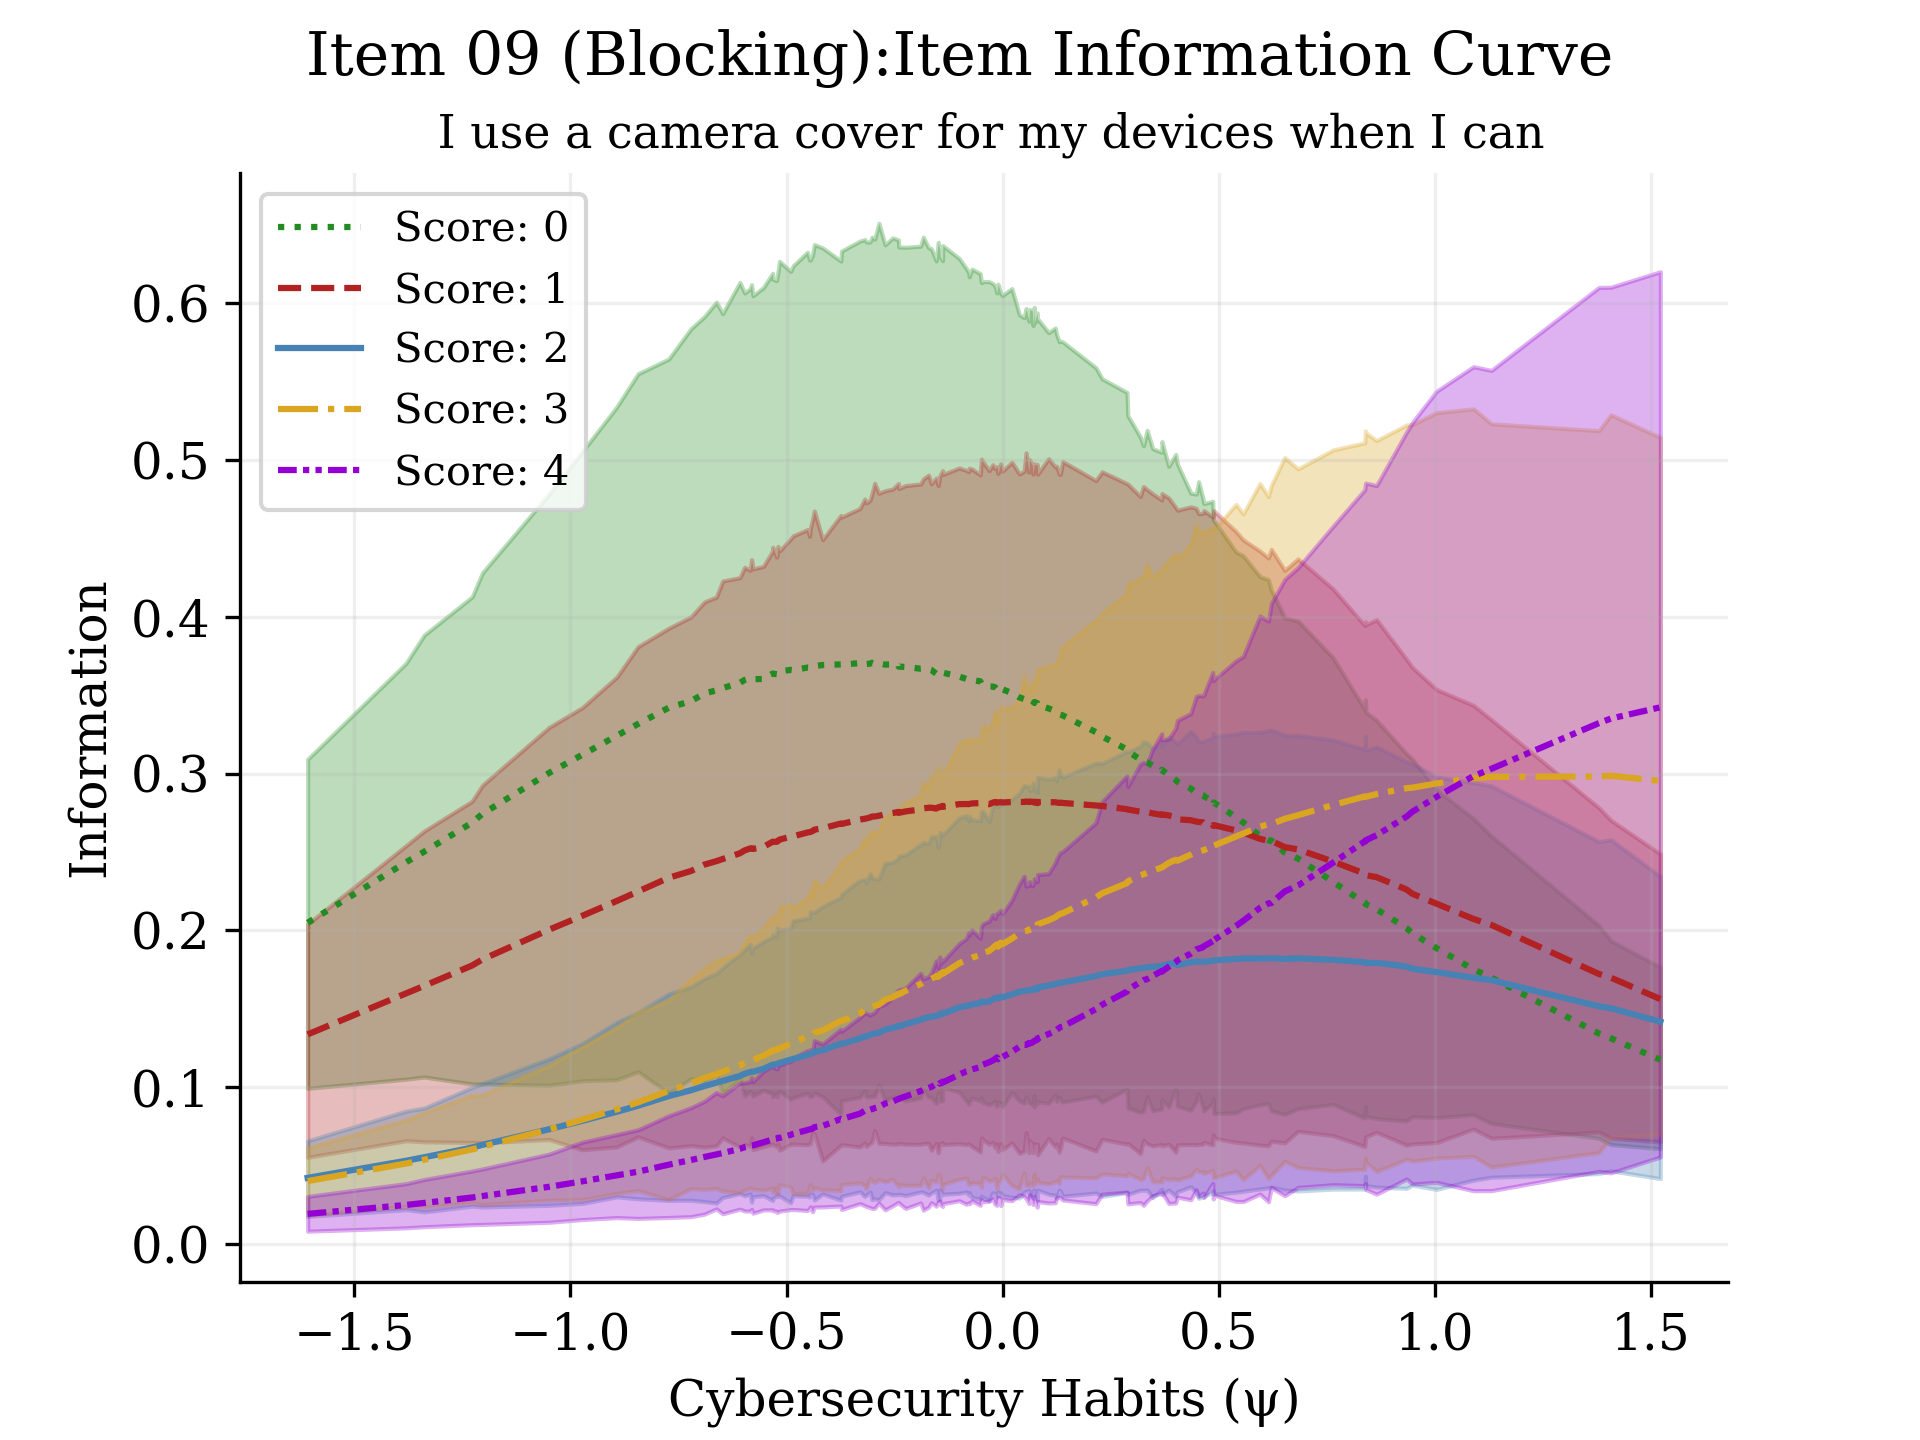 Item 09 (Blocking):Item Information Curve
I use a camera cover for my devices when I can
Score: 0
Score: 1
Score: 2
Score: 3
Score: 4
Information
0.6
0.5
0.4
0.3
0.2
0.1
0.0
−1.5
−1.0
−0.5
0.0
0.5
1.0
1.5
Cybersecurity Habits (ψ)